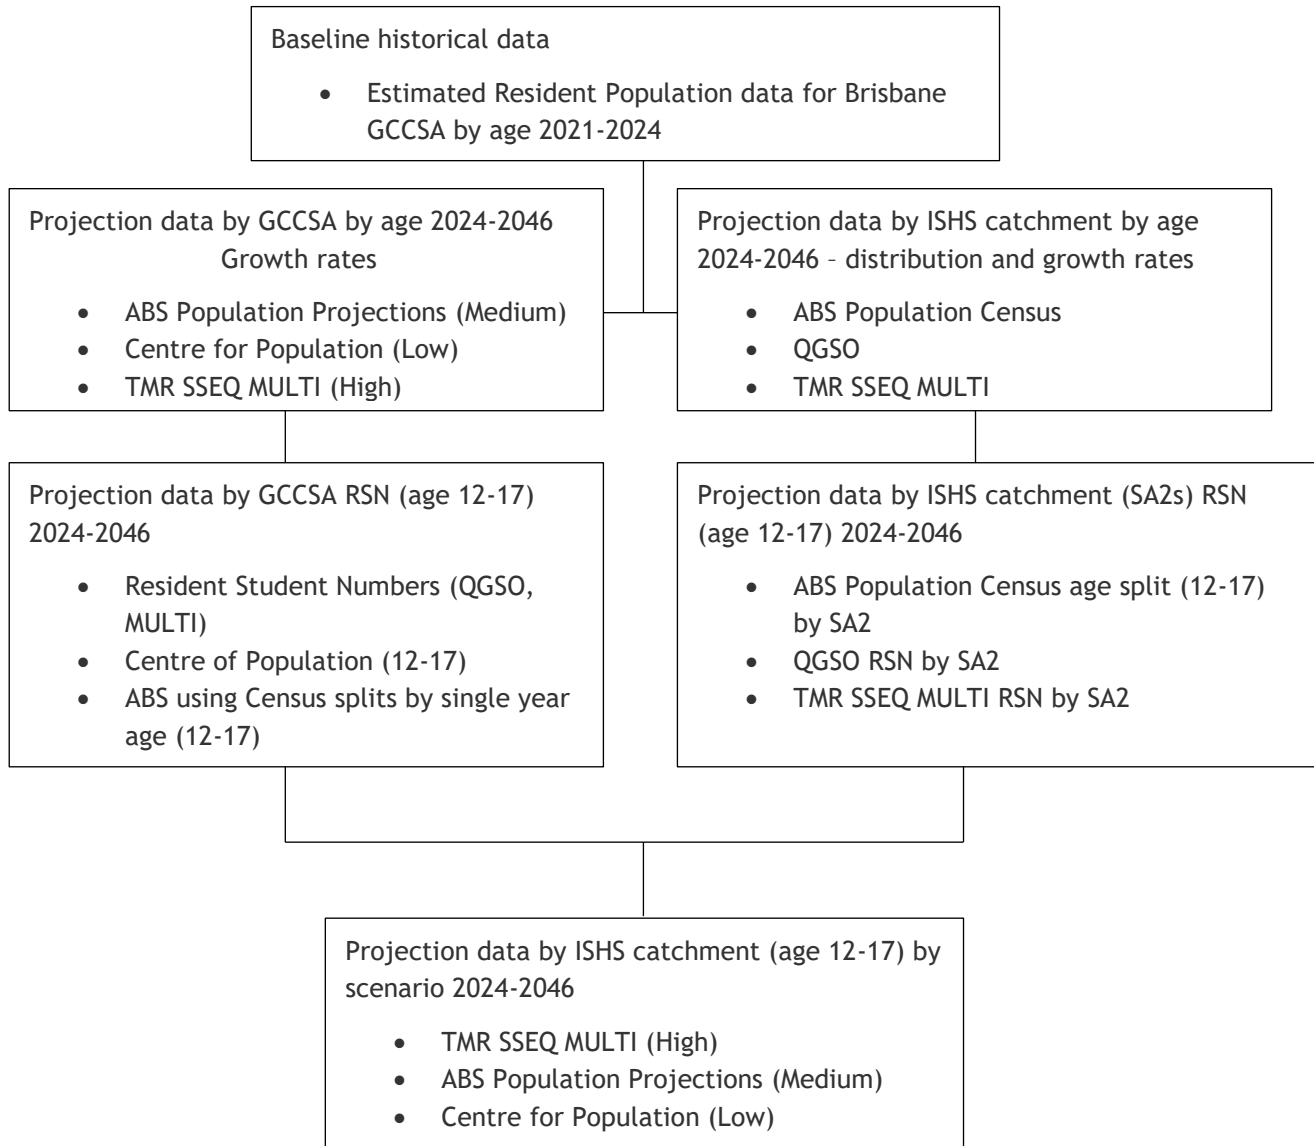 Baseline historical data
• Estimated Resident Population data for Brisbane
GCCSA by age 2021-2024
Projection data by GCCSA by age 2024-2046
Growth rates
• ABS Population Projections (Medium)
• Centre for Population (Low)
• TMR SSEQ MULTI (High)
Projection data by ISHS catchment by age
2024-2046 – distribution and growth rates
• ABS Population Census
• QGSO
• TMR SSEQ MULTI
Projection data by GCCSA RSN (age 12-17)
2024-2046
• Resident Student Numbers (QGSO,
MULTI)
• Centre of Population (12-17)
• ABS using Census splits by single year
age (12-17)
Projection data by ISHS catchment (SA2s) RSN
(age 12-17) 2024-2046
• ABS Population Census age split (12-17)
by SA2
• QGSO RSN by SA2
• TMR SSEQ MULTI RSN by SA2
Projection data by ISHS catchment (age 12-17) by
scenario 2024-2046
• TMR SSEQ MULTI (High)
• ABS Population Projections (Medium)
• Centre for Population (Low)